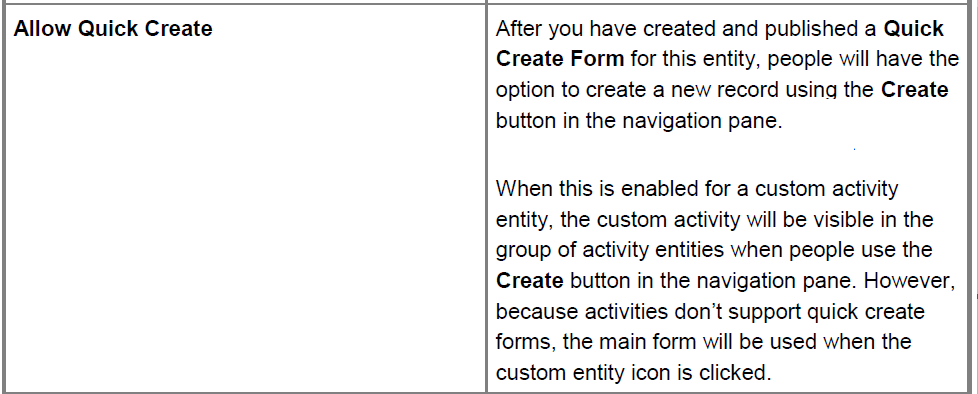 Allow Quick Create
After you have created and published a Quick
Create Form for this entity, people will have the
option to create a new record using the Create
button in the navigation pane.
When this is enabled for a custom activity
entity, the custom activity will be visible in the
group of activity entities when people use the
Create button in the navigation pane. However,
because activities don’t support quick create
forms, the main form will be used when the
custom entity icon is clicked.